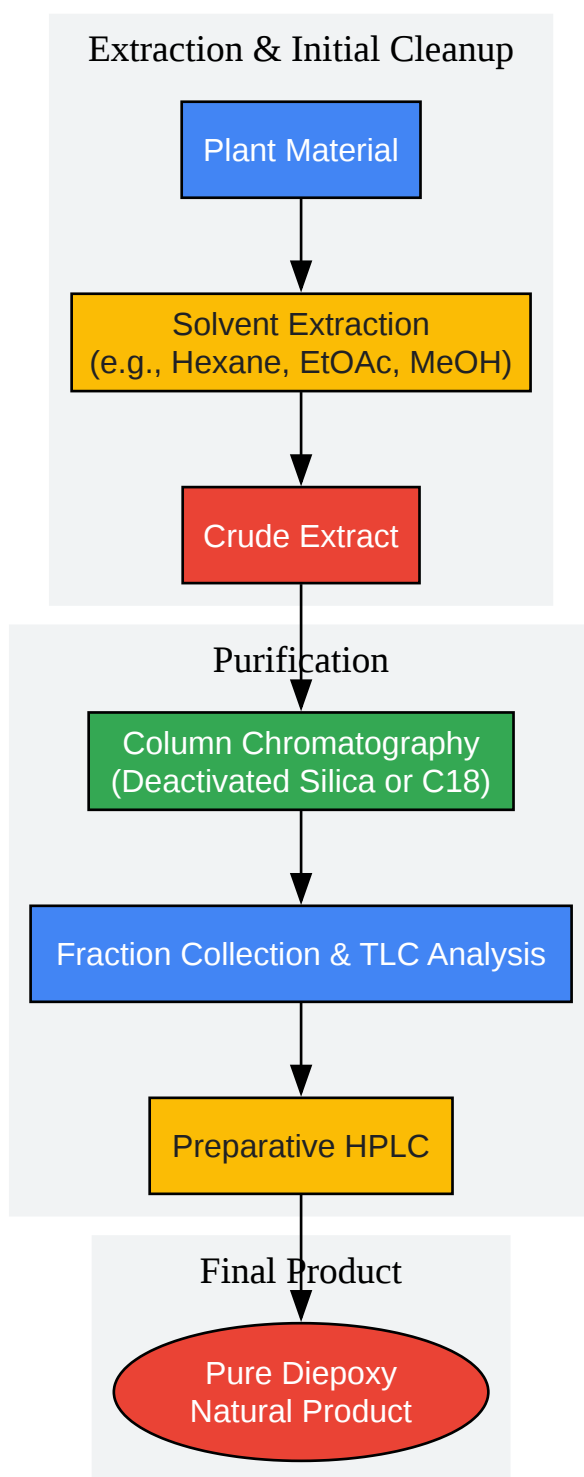 Extraction & Initial Cleanup
Plant Material
Solvent Extraction
(e.g., Hexane, EtOAc, MeOH)
Crude Extract
Purification
Column Chromatography
(Deactivated Silica or C18)
Fraction Collection & TLC Analysis
Preparative HPLC
Final Product
Pure Diepoxy
Natural Product